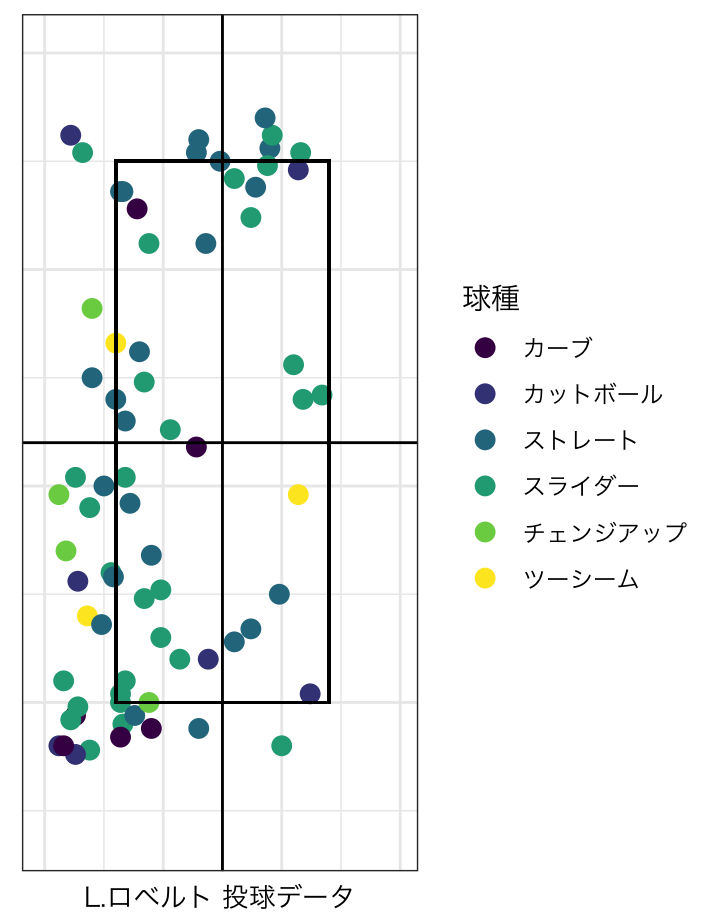 球種
カーブ
カットボール
ストレート
スライダー
チェンジアップ
ツーシーム
L.ロベルト 投球データ